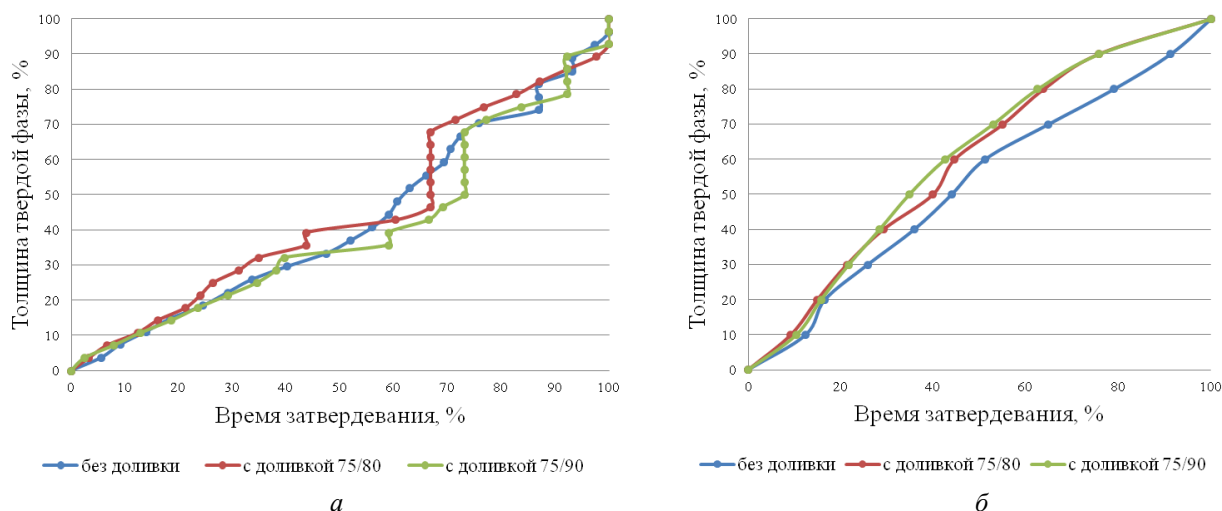 Толщина твердой фазы, %
100
90
80
70
60
50
40
30
20
10
0
0 10 20 30 40 50 60 70 80 90 100
Время затвердевания, %
без доливки с доливкой 75/80 с доливкой 75/90
а
Толщина твердой фазы, %
100
90
80
70
60
50
40
30
20
10
0
0 20 40 60 80 100
Время затвердевания, %
без доливки с доливкой 75/80 с доливкой 75/90
б